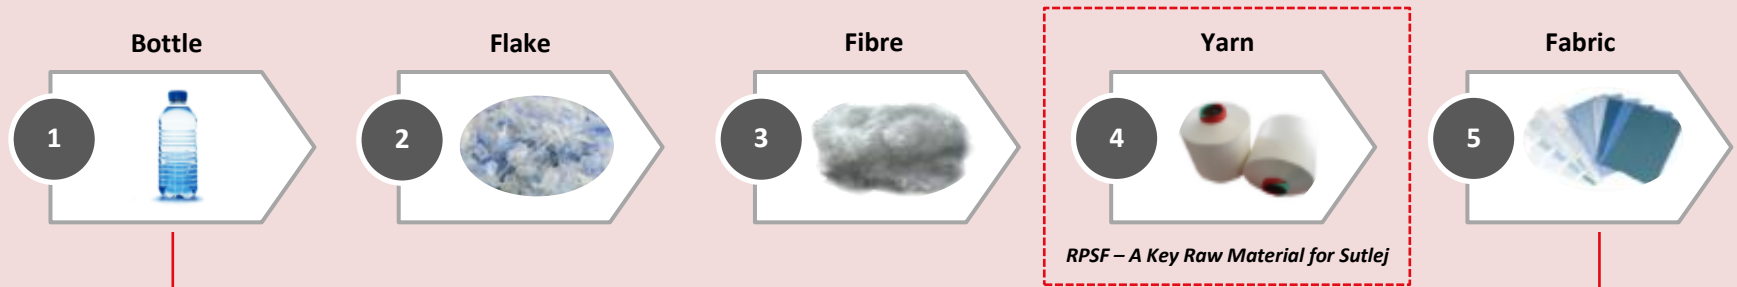 Bottle
Flake
Fibre
Yarn
Fabric
1
2
3
4
5
RPSF – A Key Raw Material for Sutlej